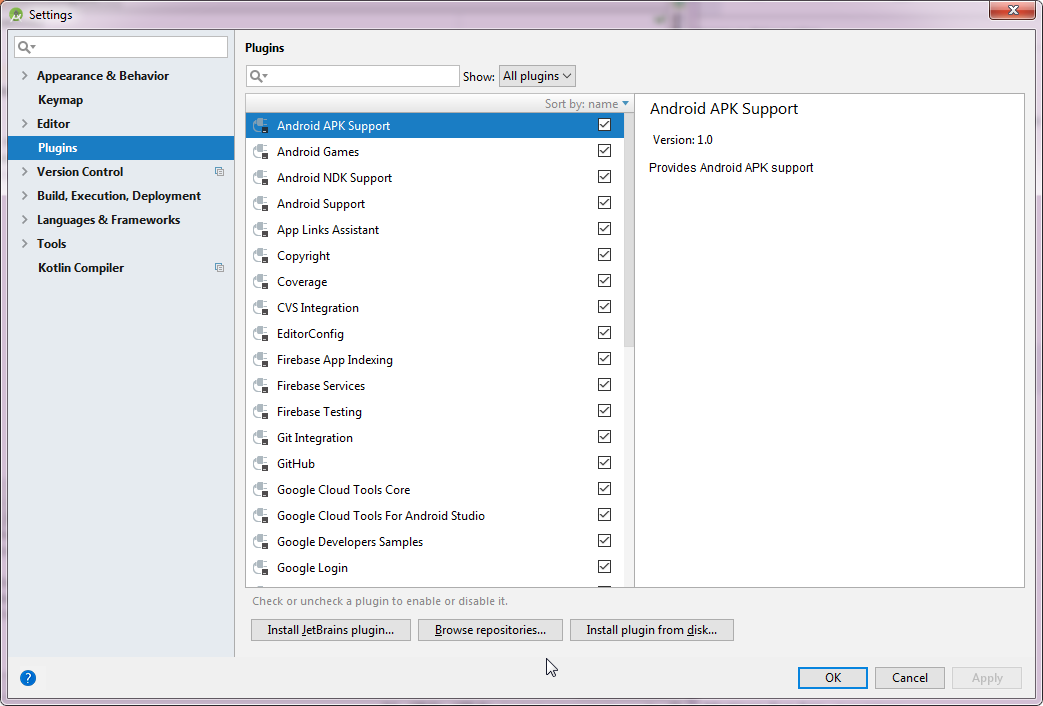 Settings
Appearance & Behavior
Keymap
Editor
Plugins
Version Control
Build, Execution, Deployment
Languages & Frameworks
Tools
Kotlin Compiler
Plugins
Show: All plugins
Sort by: name
Android APK Support
Android Games
Android NDK Support
Android Support
App Links Assistant
Copyright
Coverage
CVS Integration
EditorConfig
Firebase App Indexing
Firebase Services
Firebase Testing
Git Integration
GitHub
Google Cloud Tools Core
Google Cloud Tools For Android Studio
Google Developers Samples
Google Login
Android APK Support
Version: 1.0
Provides Android APK support
Check or uncheck a plugin to enable or disable it.
Install JetBrains plugin... Browse repositories... Install plugin from disk...
? OK Cancel Apply